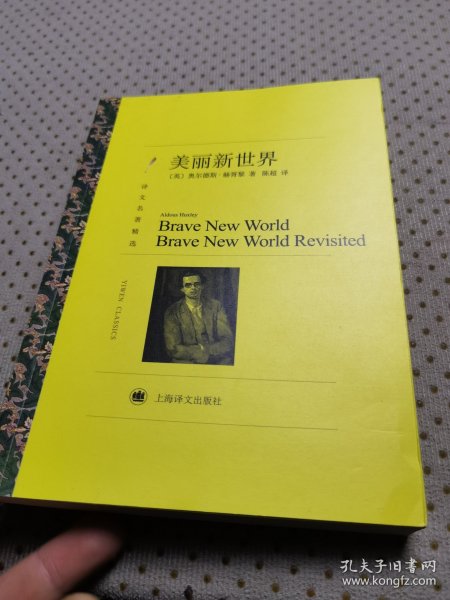 美丽新世界
〔英〕奥尔德斯·赫胥黎 著 陈超 译
译文名著精选
Aldous Huxley
Brave New World
Brave New World Revisited
YIWEN CLASSICS
上海译文出版社
孔夫子旧书网
www.kongfz.com